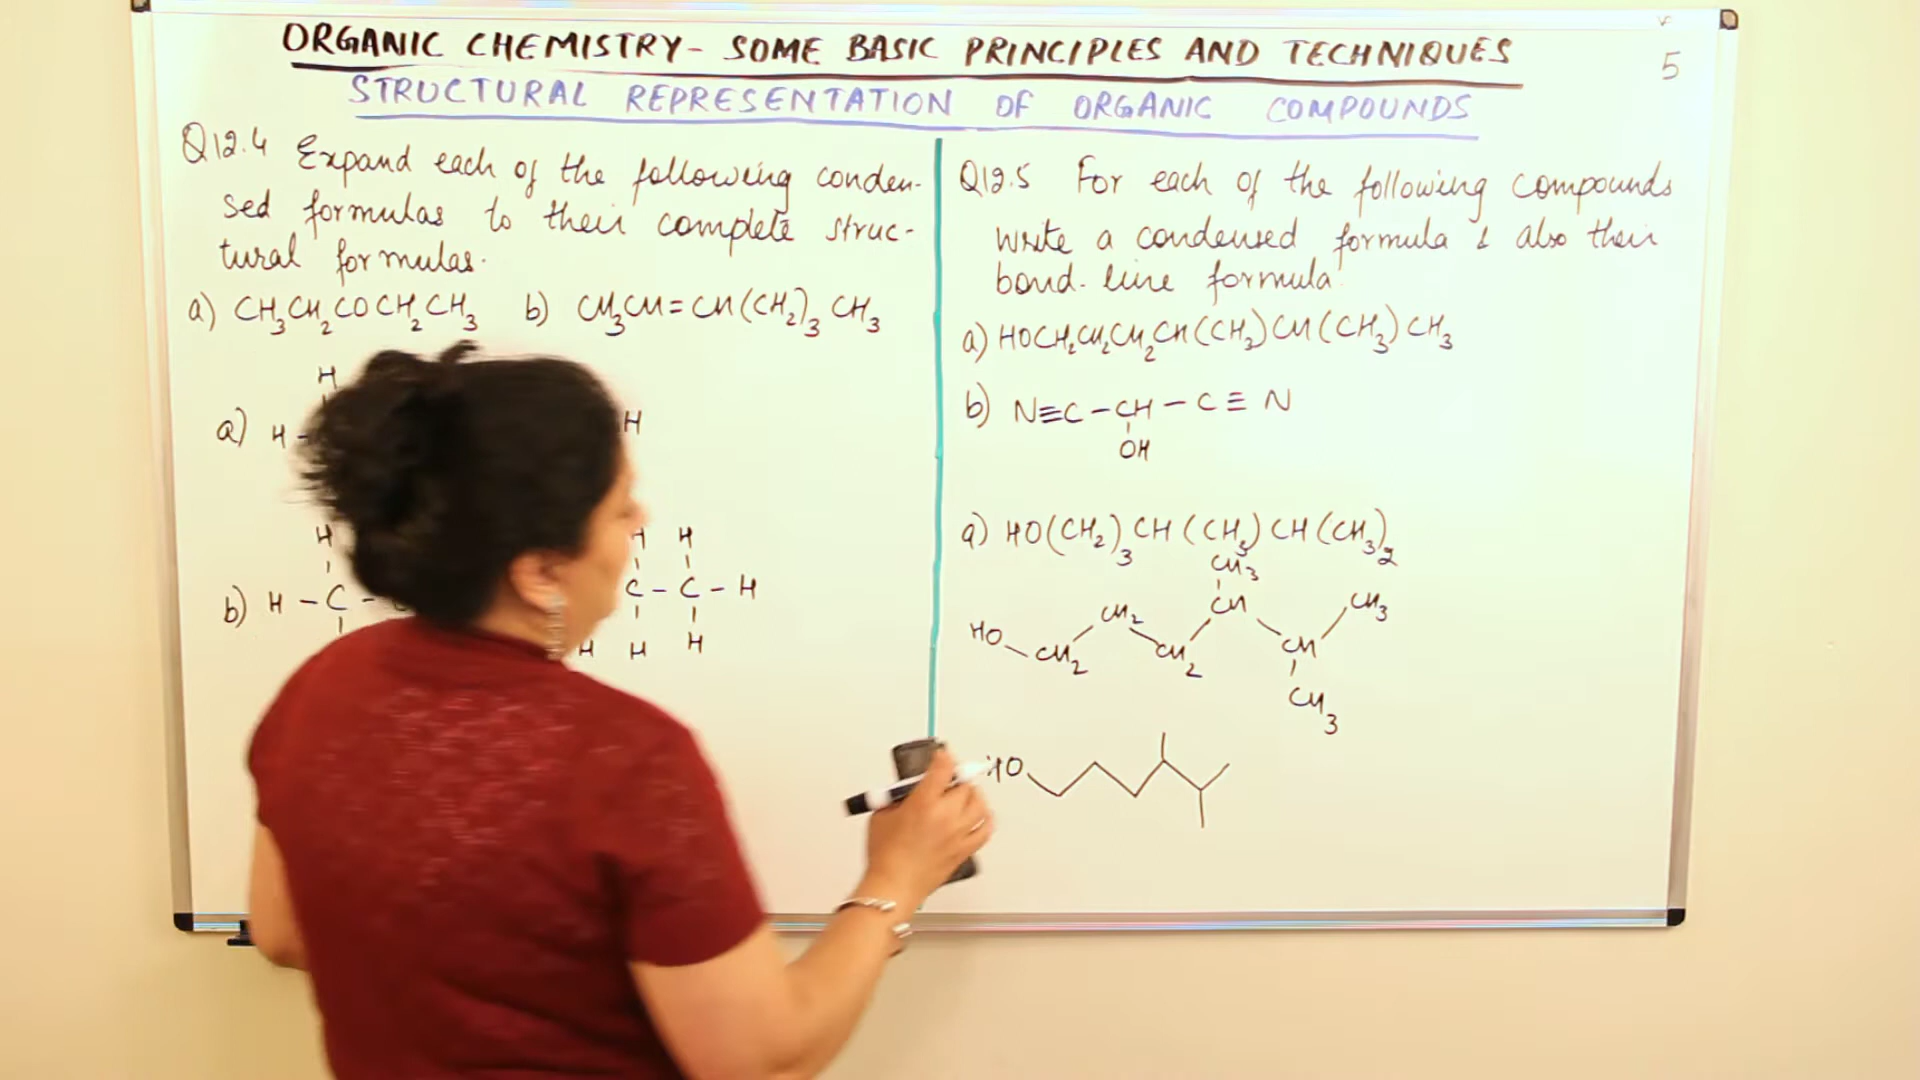 ORGANIC CHEMISTRY- SOME BASIC PRINCIPLES AND TECHNIQUES
5
STRUCTURAL REPRESENTATION OF ORGANIC COMPOUNDS
Q12.4 Expand each of the following conden-
sed formulas to their complete struc-
tural formulas.
a) CH₃CH₂COCH₂CH₃ b) CH₃CH=CH(CH₂)₃CH₃
H
a) H -
H
H H H
b) H - C - C - C - H
H H H
Q12.5 For each of the following compounds
write a condensed formula & also their
bond-line formula.
a) HOCH₂CH₂CH₂CH(CH₃)CH(CH₃)CH₃
b) N≡C - CH - C≡N
OH
a) HO(CH₂)₃CH(CH₃)CH(CH₃)₂
CH₃
CH₂ CH CH₃
HO CH₂ CH₂ CH
CH₃
HO